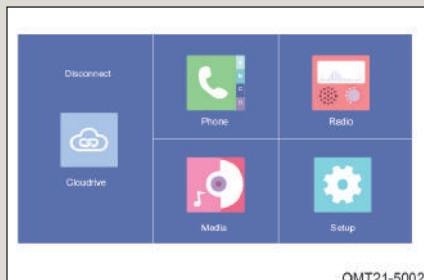 Disconnect
Cloudrive
Phone
Radio
Media
Setup
OMT21-5002